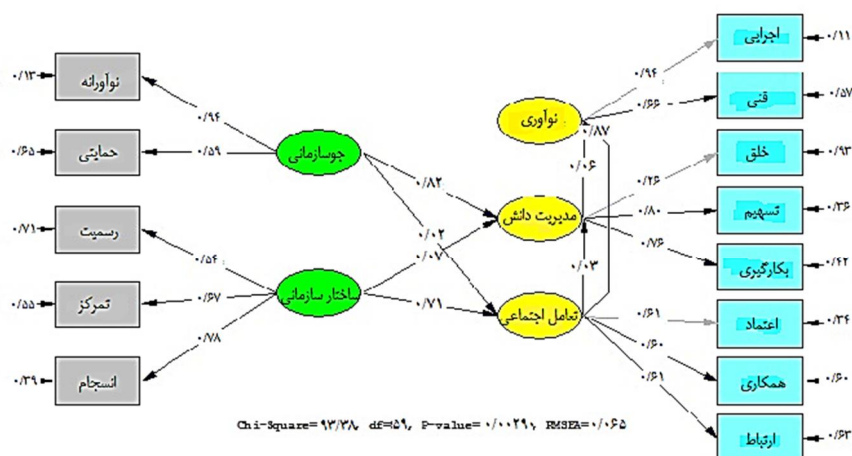 نوآورانه
۰/۱۳
حمایتی
۰/۶۵
رسمیت
۰/۷۱
تمرکز
۰/۵۵
انسجام
۰/۳۹
۰/۹۴
۰/۵۹
۰/۵۴
۰/۶۷
۰/۷۸
جوسازمانی
ساختار سازمانی
۰/۸۲
۰/۰۲
۰/۰۷
۰/۷۱
نوآوری
مدیریت دانش
تعامل اجتماعی
۰/۸۷
۰/۰۶
۰/۰۳
۰/۹۴
۰/۶۶
۰/۲۶
۰/۸۰
۰/۷۶
۰/۶۱
۰/۶۰
۰/۶۱
اجرایی
۰/۱۱
فنی
۰/۵۷
خلق
۰/۹۳
تسهیم
۰/۳۶
بکارگیری
۰/۴۲
اعتماد
۰/۳۴
همکاری
۰/۶۰
ارتباط
۰/۶۳
Chi-Square=۹۳/۳۸, df=۵۹, P-value=۰/۰۰۲۹۱, RMSEA=۰/۰۶۵